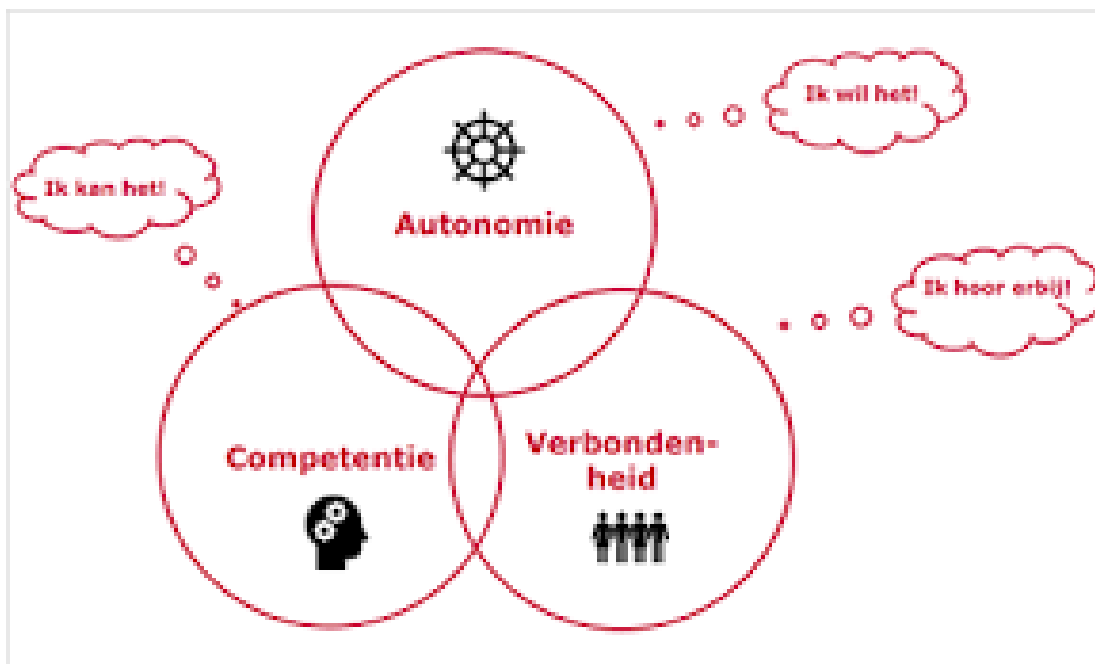 Ik wil het!
Ik kan het!
Autonomie
Ik hoor erbij!
Competentie
Verbonden-
heid